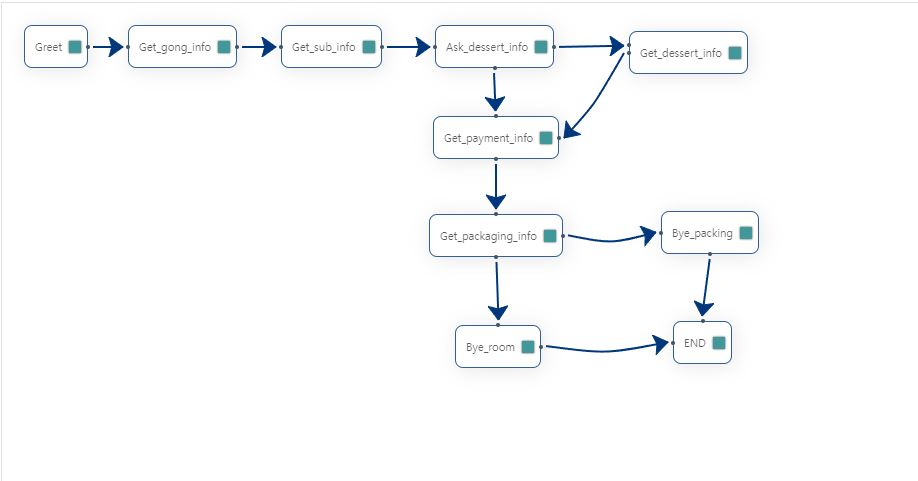 Greet
Get_gong_info
Get_sub_info
Ask_dessert_info
Get_dessert_info
Get_payment_info
Get_packaging_info
Bye_packing
Bye_room
END